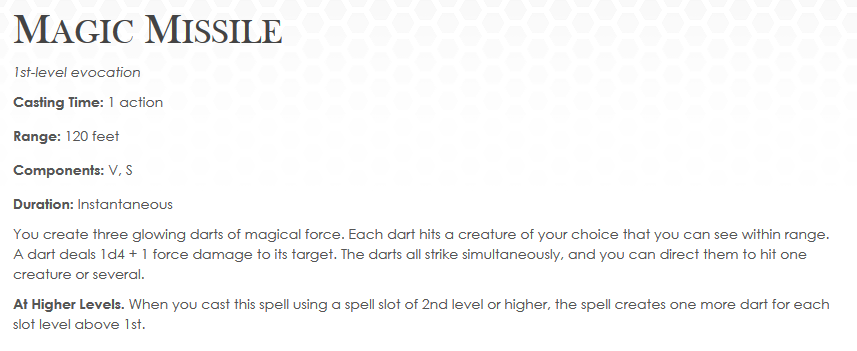 MAGIC MISSILE
1st-level evocation
Casting Time: 1 action
Range: 120 feet
Components: V, S
Duration: Instantaneous
You create three glowing darts of magical force. Each dart hits a creature of your choice that you can see within range.
A dart deals 1d4 + 1 force damage to its target. The darts all strike simultaneously, and you can direct them to hit one
creature or several.
At Higher Levels. When you cast this spell using a spell slot of 2nd level or higher, the spell creates one more dart for each
slot level above 1st.